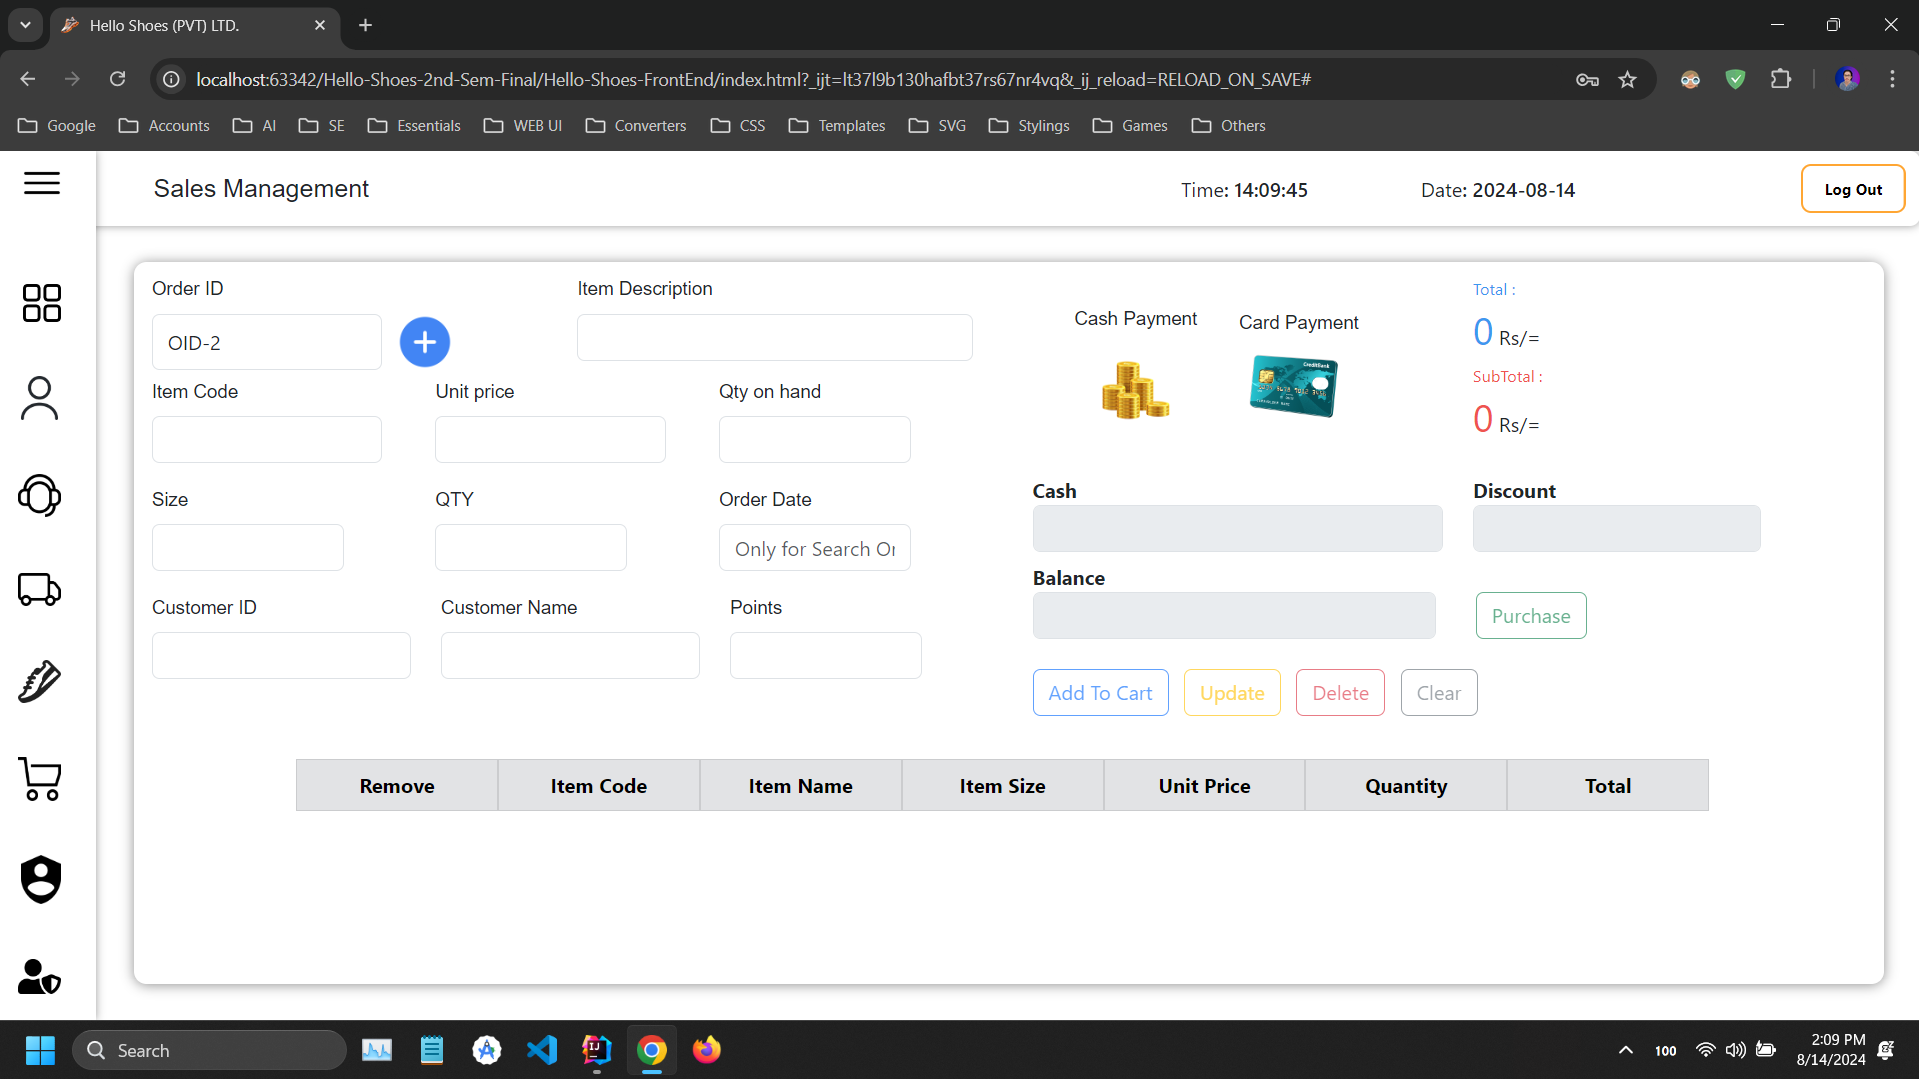 Hello Shoes (PVT) LTD.
localhost:63342/Hello-Shoes-2nd-Sem-Final/Hello-Shoes-FrontEnd/index.html?_ijt=lt37l9b130hafbt37rs67nr4vq&_ij_reload=RELOAD_ON_SAVE#
Google Accounts AI SE Essentials WEB UI Converters CSS Templates SVG Stylings Games Others
Sales Management Time: 14:09:45 Date: 2024-08-14 Log Out
Order ID Item Description
Cash Payment Card Payment
Total :
0 Rs/=
OID-2
SubTotal :
0 Rs/=
Item Code Unit price Qty on hand
Size QTY Order Date
Only for Search Or
Cash Discount
Balance
Customer ID Customer Name Points
Purchase
Add To Cart Update Delete Clear
Remove Item Code Item Name Item Size Unit Price Quantity Total
Search
100
2:09 PM
8/14/2024